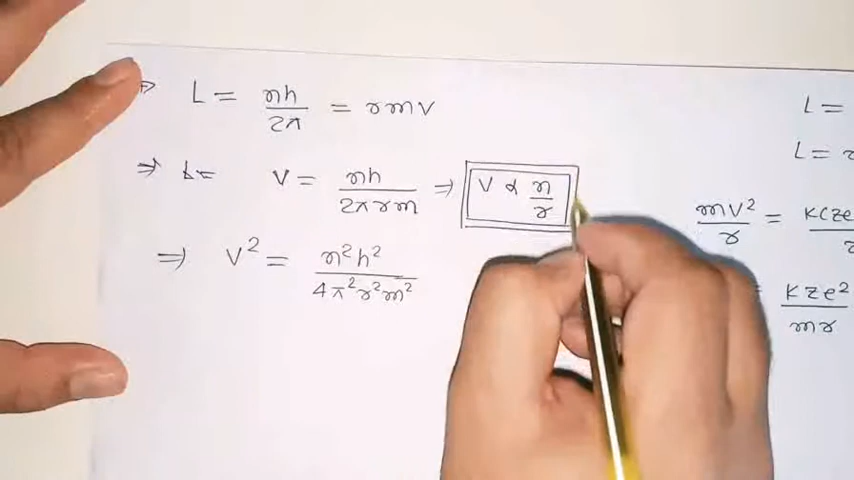 ⇒ L = nh/2π = rmv
⇒ L= v = nh/2πrm ⇒ v ∝ n/r
⇒ v² = n²h²/4π²r²m²
L =
L =
mv²/r = K(Ze
= KZe²/mr